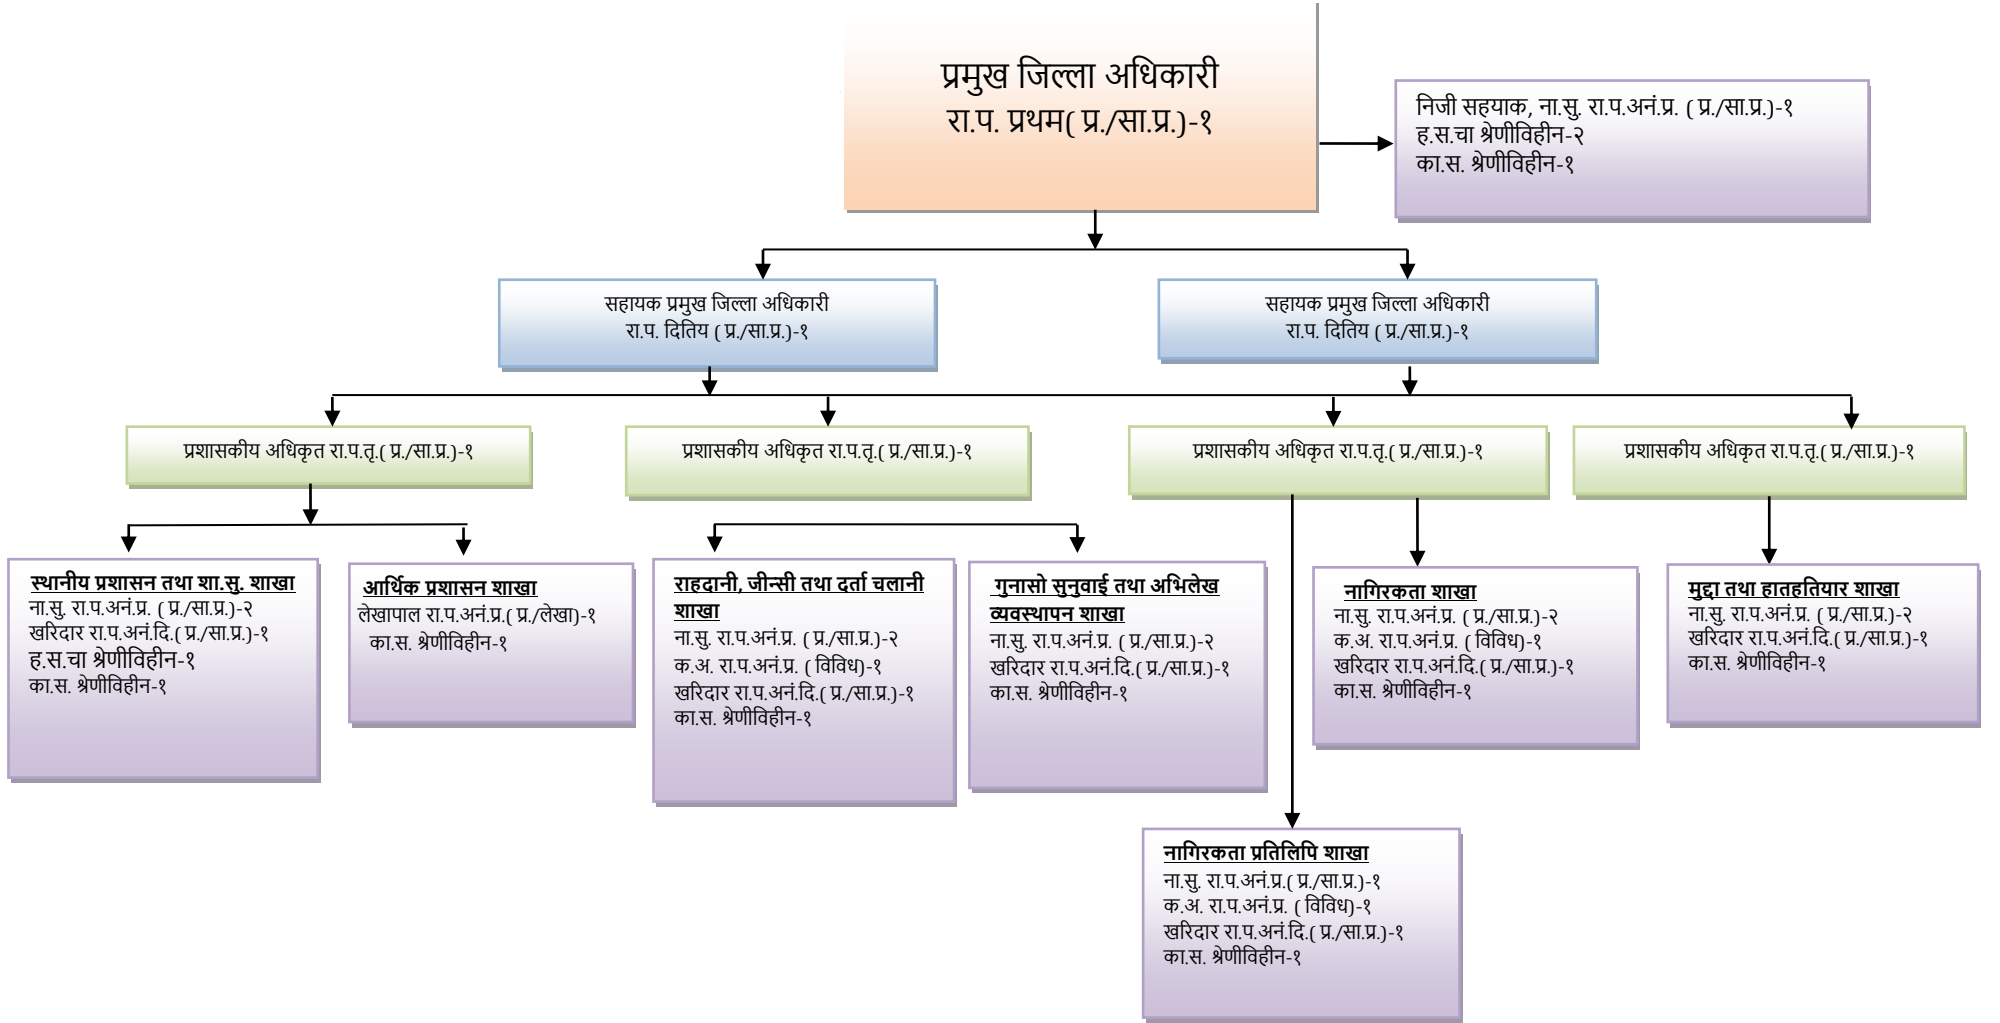 प्रमुख जिल्ला अधिकारी
रा.प. प्रथम( प्र./सा.प्र.)-१
निजी सहयाक, ना.सु. रा.प.अनं.प्र. ( प्र./सा.प्र.)-१
ह.स.चा श्रेणीविहीन-२
का.स. श्रेणीविहीन-१
सहायक प्रमुख जिल्ला अधिकारी
रा.प. दितिय ( प्र./सा.प्र.)-१
सहायक प्रमुख जिल्ला अधिकारी
रा.प. दितिय ( प्र./सा.प्र.)-१
प्रशासकीय अधिकृत रा.प.तृ.( प्र./सा.प्र.)-१
प्रशासकीय अधिकृत रा.प.तृ.( प्र./सा.प्र.)-१
प्रशासकीय अधिकृत रा.प.तृ.( प्र./सा.प्र.)-१
प्रशासकीय अधिकृत रा.प.तृ.( प्र./सा.प्र.)-१
स्थानीय प्रशासन तथा शा.सु. शाखा
ना.सु. रा.प.अनं.प्र. ( प्र./सा.प्र.)-२
खरिदार रा.प.अनं.दि.( प्र./सा.प्र.)-१
ह.स.चा श्रेणीविहीन-१
का.स. श्रेणीविहीन-१
आर्थिक प्रशासन शाखा
लेखापाल रा.प.अनं.प्र.( प्र./लेखा)-१
का.स. श्रेणीविहीन-१
राहदानी, जीन्सी तथा दर्ता चलानी
शाखा
ना.सु. रा.प.अनं.प्र. ( प्र./सा.प्र.)-२
क.अ. रा.प.अनं.प्र. ( विविध)-१
खरिदार रा.प.अनं.दि.( प्र./सा.प्र.)-१
का.स. श्रेणीविहीन-१
गुनासो सुनुवाई तथा अभिलेख
व्यवस्थापन शाखा
ना.सु. रा.प.अनं.प्र. ( प्र./सा.प्र.)-२
खरिदार रा.प.अनं.दि.( प्र./सा.प्र.)-१
का.स. श्रेणीविहीन-१
नागिरकता शाखा
ना.सु. रा.प.अनं.प्र. ( प्र./सा.प्र.)-२
क.अ. रा.प.अनं.प्र. ( विविध)-१
खरिदार रा.प.अनं.दि.( प्र./सा.प्र.)-१
का.स. श्रेणीविहीन-१
मुद्दा तथा हातहतियार शाखा
ना.सु. रा.प.अनं.प्र. ( प्र./सा.प्र.)-२
खरिदार रा.प.अनं.दि.( प्र./सा.प्र.)-१
का.स. श्रेणीविहीन-१
नागिरकता प्रतिलिपि शाखा
ना.सु. रा.प.अनं.प्र.( प्र./सा.प्र.)-१
क.अ. रा.प.अनं.प्र. ( विविध)-१
खरिदार रा.प.अनं.दि.( प्र./सा.प्र.)-१
का.स. श्रेणीविहीन-१